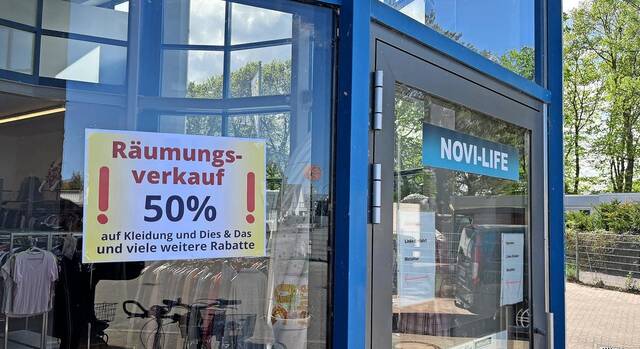 Räumungs-
verkauf
! 50% !
auf Kleidung und Dies & Das
und viele weitere Rabatte
NOVI-LIFE